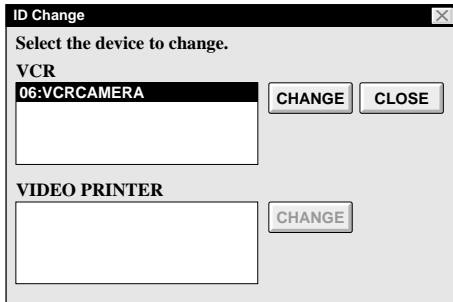 ID Change
Select the device to change.
VCR
06:VCRCAMERA
CHANGE CLOSE
VIDEO PRINTER
CHANGE